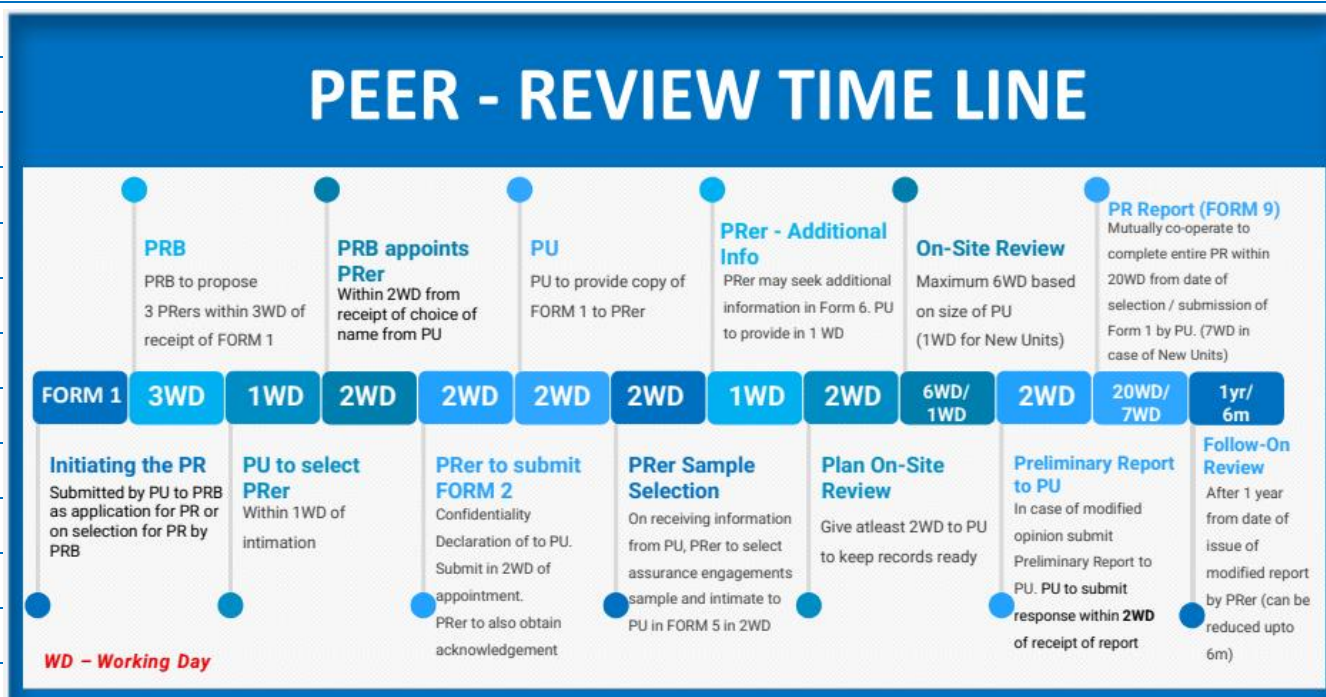 PEER - REVIEW TIME LINE
PRB
PRB to propose
3 PRers within 3WD of
receipt of FORM 1
PRB appoints
PRer
Within 2WD from
receipt of choice of
name from PU
PU
PU to provide copy of
FORM 1 to PRer
PRer - Additional
Info
PRer may seek additional
information in Form 6. PU
to provide in 1 WD
On-Site Review
Maximum 6WD based
on size of PU
(1WD for New Units)
PR Report (FORM 9)
Mutually co-operate to
complete entire PR within
20WD from date of
selection / submission of
Form 1 by PU. (7WD in
case of New Units)
FORM 1
3WD
1WD
2WD
2WD
2WD
2WD
1WD
2WD
6WD/
1WD
2WD
20WD/
7WD
1yr/
6m
Initiating the PR
Submitted by PU to PRB
as application for PR or
on selection for PR by
PRB
PU to select
PRer
Within 1WD of
intimation
PRer to submit
FORM 2
Confidentiality
Declaration of to PU.
Submit in 2WD of
appointment.
PRer to also obtain
acknowledgement
PRer Sample
Selection
On receiving information
from PU, PRer to select
assurance engagements
sample and intimate to
PU in FORM 5 in 2WD
Plan On-Site
Review
Give atleast 2WD to PU
to keep records ready
Preliminary Report
to PU
In case of modified
opinion submit
Preliminary Report to
PU. PU to submit
response within 2WD
of receipt of report
Follow-On
Review
After 1 year
from date of
issue of
modified report
by PRer (can be
reduced upto
6m)
WD – Working Day